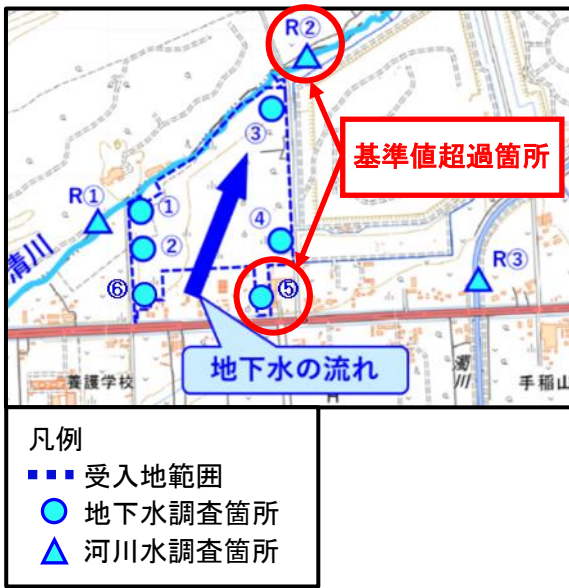 R②
③
基準値超過箇所
R①
①
④
②
清川
R③
⑥
⑤
地下水の流れ
養護学校
濁川
手稲山
凡例
受入地範囲
地下水調査箇所
河川水調査箇所